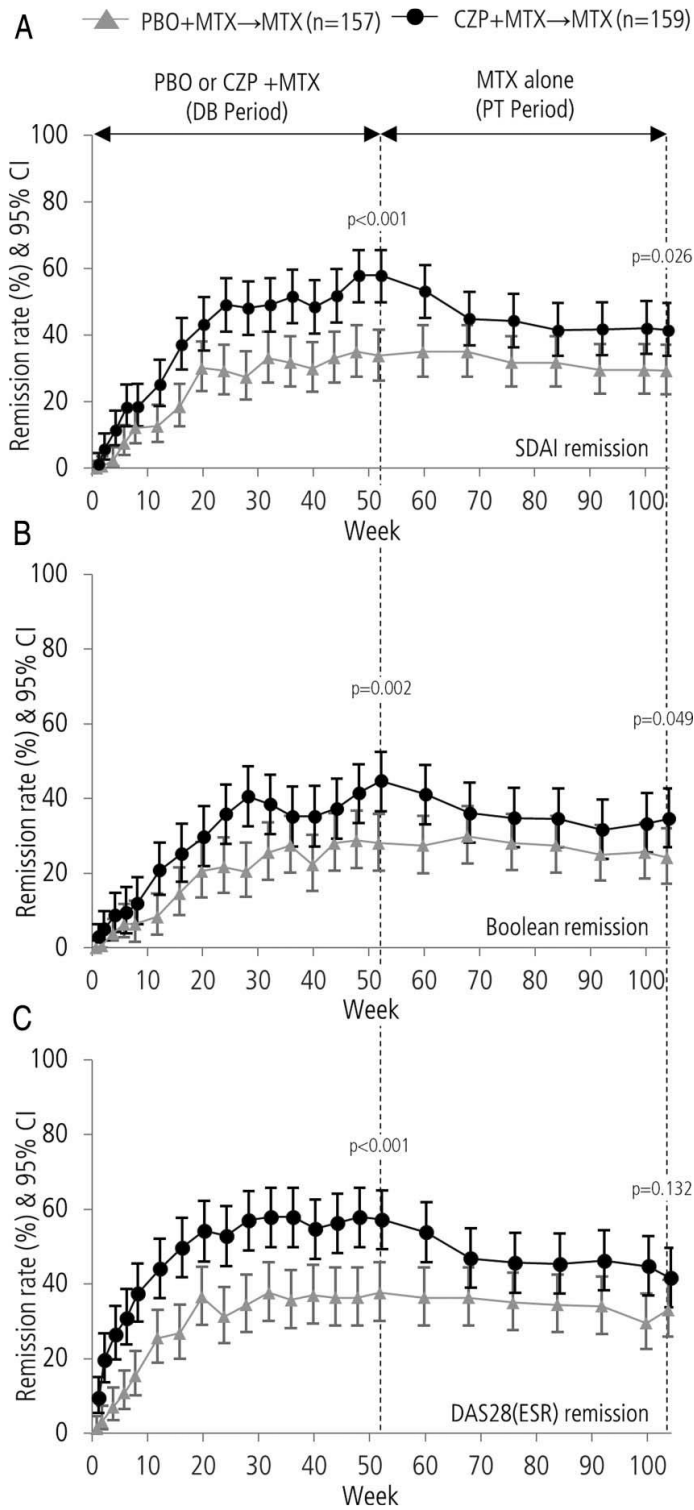 A
PBO+MTX→MTX (n=157) CZP+MTX→MTX (n=159)
PBO or CZP +MTX
(DB Period)
MTX alone
(PT Period)
Remission rate (%) & 95% CI
100
80
60
40
20
0
p<0.001
p=0.026
SDAI remission
0 10 20 30 40 50 60 70 80 90 100
Week
B
Remission rate (%) & 95% CI
100
80
60
40
20
0
p=0.002
p=0.049
Boolean remission
0 10 20 30 40 50 60 70 80 90 100
Week
C
Remission rate (%) & 95% CI
100
80
60
40
20
0
p<0.001
p=0.132
DAS28(ESR) remission
0 10 20 30 40 50 60 70 80 90 100
Week